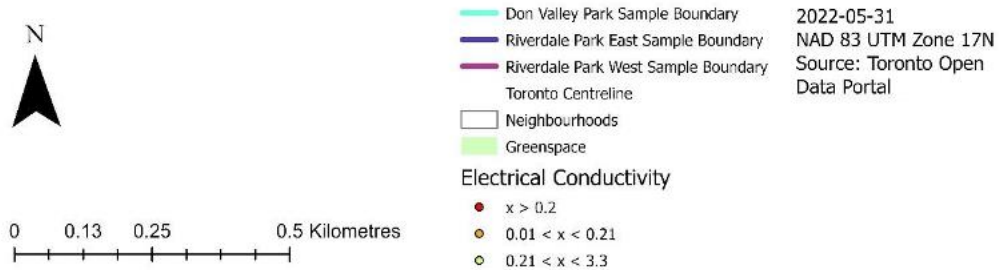 N
0 0.13 0.25 0.5 Kilometres
Don Valley Park Sample Boundary
Riverdale Park East Sample Boundary
Riverdale Park West Sample Boundary
Toronto Centreline
Neighbourhoods
Greenspace
Electrical Conductivity
x > 0.2
0.01 < x < 0.21
0.21 < x < 3.3
2022-05-31
NAD 83 UTM Zone 17N
Source: Toronto Open
Data Portal